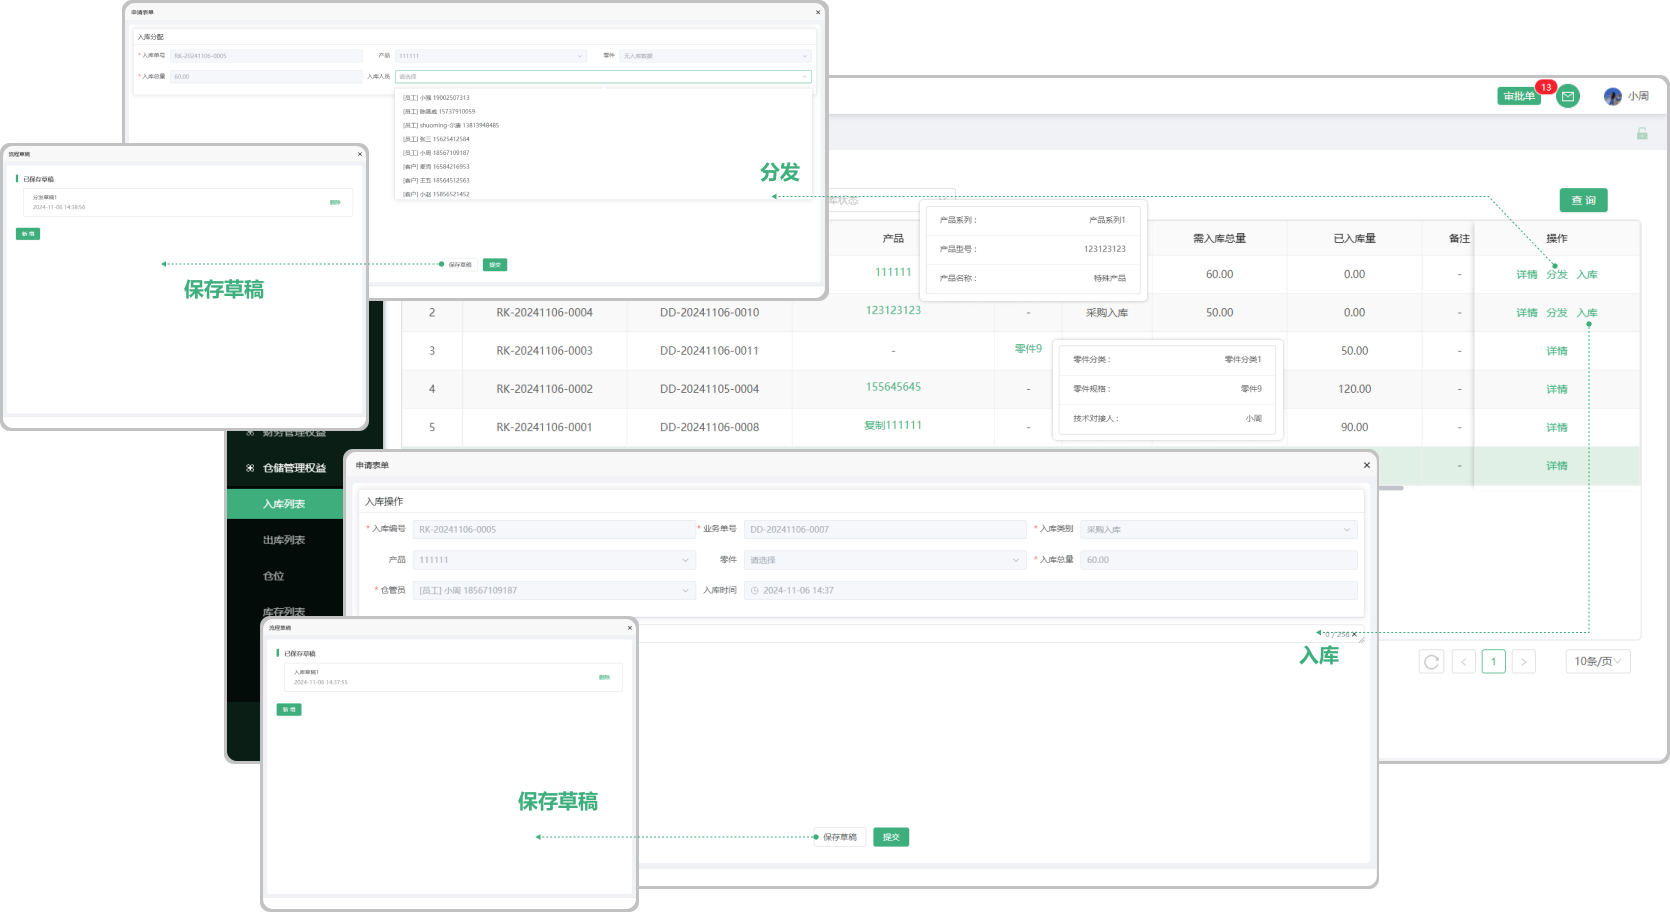 申请表单
入库分配
* 入库单号 RK-20241106-0005 产品 111111 零件 无入库数据
* 入库总量 60.00 入库人员 请选择
[员工] 小雅 19002507313
15737910059
13813948485
[员工] 张三 15625412584
[员工] 小周 18567109187
[客户] 麦克 16584216953
[客户] 王五 18564512563
[客户] 小赵 15856521452
分发
保存草稿 提交
流程草稿
已保存草稿
分发草稿1
2024-11-06 14:38:56
删除
新增
保存草稿
审批单 13 小周
库状态
查询
产品 需入库总量 已入库量 备注 操作
111111 60.00 0.00 - 详情 分发 入库
2 RK-20241106-0004 DD-20241106-0010 123123123 - 采购入库 50.00 0.00 - 详情 分发 入库
3 RK-20241106-0003 DD-20241106-0011 - 零件9 50.00 - 详情
4 RK-20241106-0002 DD-20241105-0004 155645645 - 120.00 - 详情
5 RK-20241106-0001 DD-20241106-0008 复制111111 - 90.00 - 详情
- 详情
产品系列： 产品系列1
产品型号： 123123123
产品名称： 特殊产品
零件分类： 零件分类1
零件规格： 零件9
技术对接人： 小周
1 10条/页
财务管理权益
仓储管理权益
入库列表
出库列表
仓位
库存列表
申请表单
入库操作
* 入库编号 RK-20241106-0005 * 业务单号 DD-20241106-0007 * 入库类别 采购入库
产品 111111 零件 请选择 * 入库总量 60.00
* 仓管员 [员工] 小周 18567109187 入库时间 2024-11-06 14:37
0 / 256
入库
保存草稿 提交
流程草稿
已保存草稿
入库草稿1
2024-11-06 14:37:55
删除
新增
保存草稿